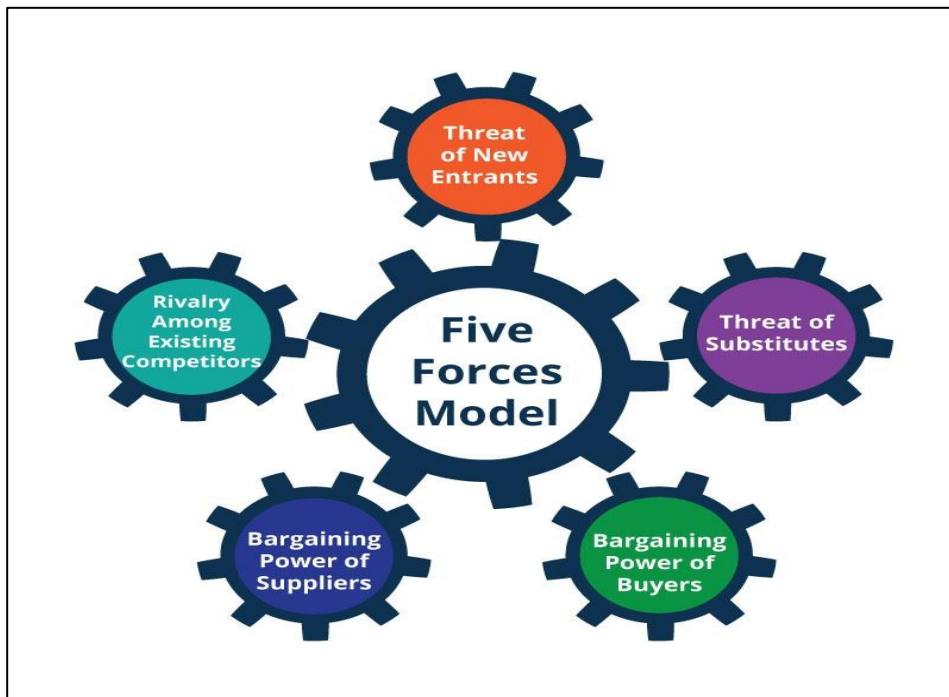 Threat
of New
Entrants
Rivalry
Among
Existing
Competitors
Five
Forces
Model
Threat of
Substitutes
Bargaining
Power of
Suppliers
Bargaining
Power of
Buyers